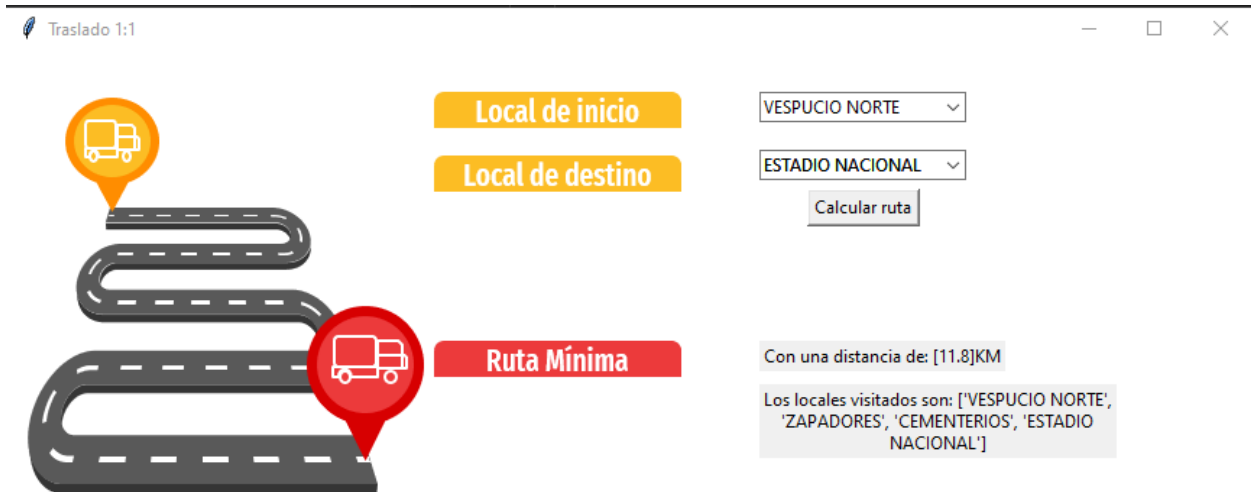 Traslado 1:1
Local de inicio
VESPUCIO NORTE
Local de destino
ESTADIO NACIONAL
Calcular ruta
Ruta Mínima
Con una distancia de: [11.8]KM
Los locales visitados son: ['VESPUCIO NORTE',
'ZAPADORES', 'CEMENTERIOS', 'ESTADIO
NACIONAL']